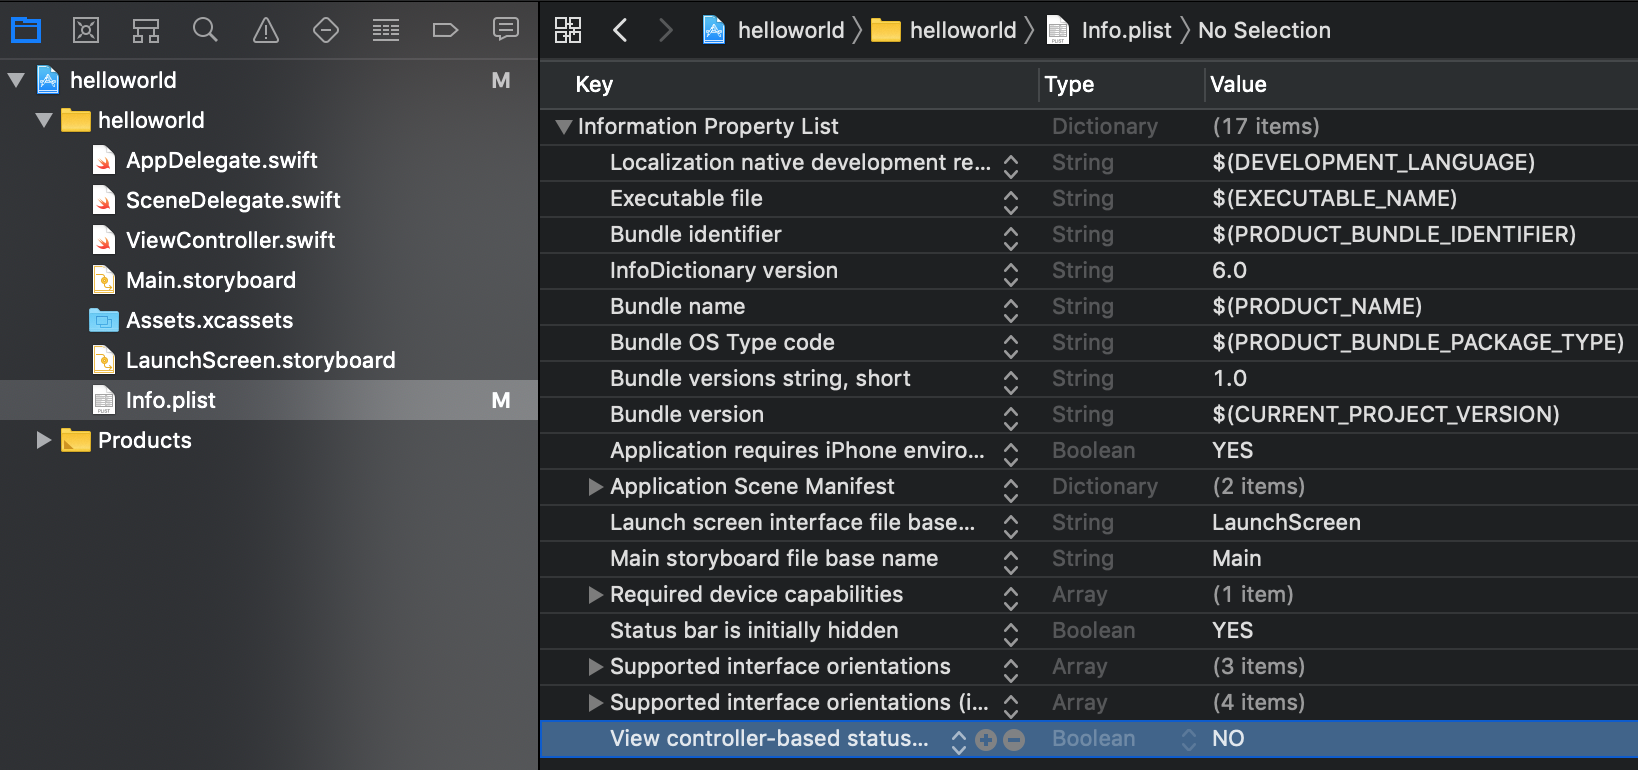 helloworld M
helloworld
AppDelegate.swift
SceneDelegate.swift
ViewController.swift
Main.storyboard
Assets.xcassets
LaunchScreen.storyboard
Info.plist M
Products
helloworld helloworld Info.plist No Selection
Key Type Value
Information Property List Dictionary (17 items)
Localization native development re... String $(DEVELOPMENT_LANGUAGE)
Executable file String $(EXECUTABLE_NAME)
Bundle identifier String $(PRODUCT_BUNDLE_IDENTIFIER)
InfoDictionary version String 6.0
Bundle name String $(PRODUCT_NAME)
Bundle OS Type code String $(PRODUCT_BUNDLE_PACKAGE_TYPE)
Bundle versions string, short String 1.0
Bundle version String $(CURRENT_PROJECT_VERSION)
Application requires iPhone enviro... Boolean YES
Application Scene Manifest Dictionary (2 items)
Launch screen interface file base... String LaunchScreen
Main storyboard file base name String Main
Required device capabilities Array (1 item)
Status bar is initially hidden Boolean YES
Supported interface orientations Array (3 items)
Supported interface orientations (i... Array (4 items)
View controller-based status... Boolean NO